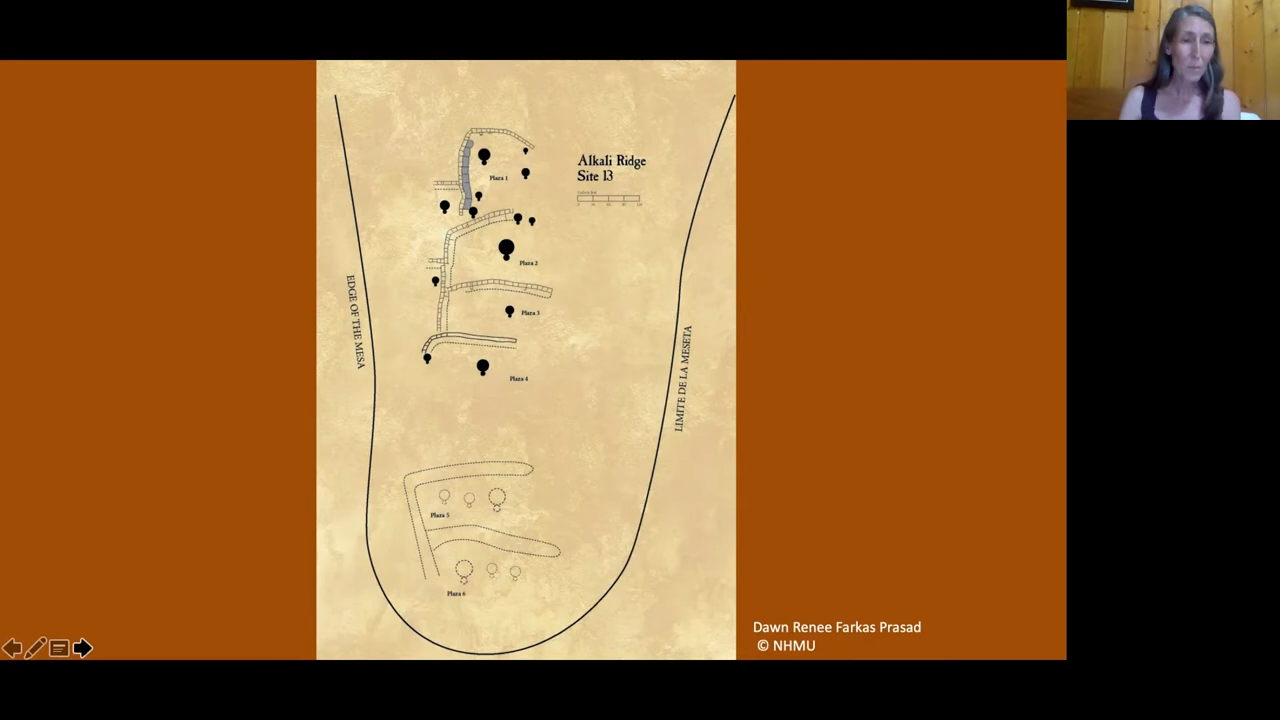 Alkali Ridge
Site 13
Plaza 1
Plaza 2
Plaza 3
Plaza 4
EDGE OF THE MESA
LIMITE DE LA MESETA
Plaza 5
Plaza 6
Dawn Renee Farkas Prasad
© NHMU